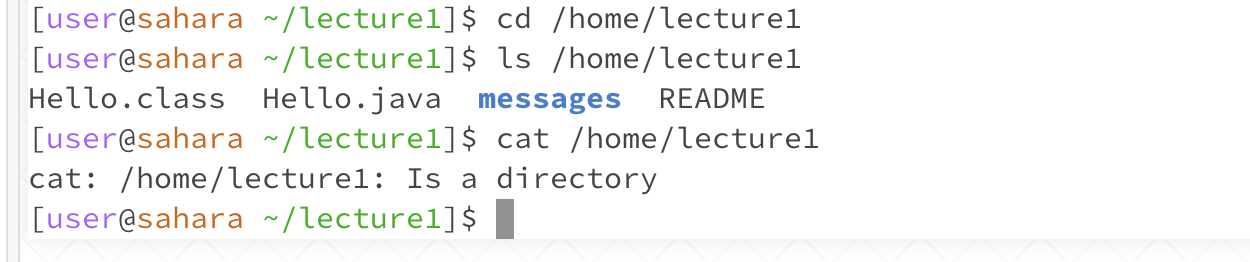 [user@sahara ~/lecture1]$ cd /home/lecture1
[user@sahara ~/lecture1]$ ls /home/lecture1
Hello.class  Hello.java  messages  README
[user@sahara ~/lecture1]$ cat /home/lecture1
cat: /home/lecture1: Is a directory
[user@sahara ~/lecture1]$